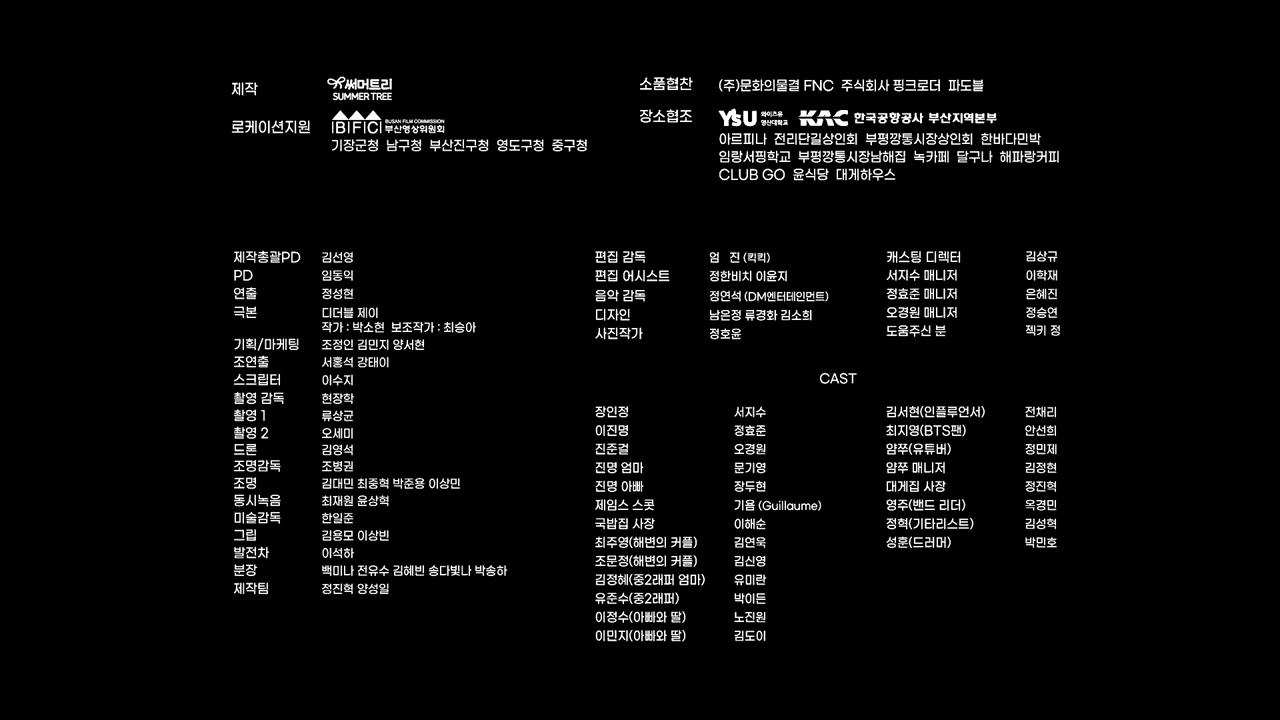 제작 써머트리
SUMMER TREE
로케이션지원 BFC BUSAN FILM COMMISSION
부산영상위원회
기장군청 남구청 부산진구청 영도구청 중구청
소품협찬 (주)문화의물결 FNC 주식회사 핑크로더 파도블
장소협조 YSU 와이즈유 영산대학교 KAC 한국공항공사 부산지역본부
아르피나 전리단길상인회 부평깡통시장상인회 한바다민박
임랑서핑학교 부평깡통시장남해집 녹카페 달구나 해파랑커피
CLUB GO 윤식당 대게하우스
제작총괄PD 김선영
PD 임동익
연출 정성현
극본 디더블 제이
작가 : 박소현 보조작가 : 최승아
기획/마케팅 조정인 김민지 양서현
조연출 서홍석 강태이
스크립터 이수지
촬영 감독 현장학
촬영 1 류상균
촬영 2 오세미
드론 김영석
조명감독 조병권
조명 김대민 최중혁 박준용 이상민
동시녹음 최재원 윤상혁
미술감독 한일준
그립 김용모 이상빈
발전차 이석하
분장 백미나 전유수 김혜빈 송다빛나 박송하
제작팀 정진혁 양성일
편집 감독 엄 진 (킥킥)
편집 어시스트 정한비치 이윤지
음악 감독 정연석 (DM엔터테인먼트)
디자인 남은정 류경화 김소희
사진작가 정호윤
캐스팅 디렉터 김상규
서지수 매니저 이학재
정효준 매니저 은혜진
오경원 매니저 정승연
도움주신 분 젝키 정
CAST
장인정 서지수
이진명 정효준
진준걸 오경원
진명 엄마 문기영
진명 아빠 장두현
제임스 스콧 기욤 (Guillaume)
국밥집 사장 이해순
최주영(해변의 커플) 김연욱
조문정(해변의 커플) 김신영
김정혜(중2래퍼 엄마) 유미란
유준수(중2래퍼) 박이든
이정수(아빠와 딸) 노진원
이민지(아빠와 딸) 김도이
김서현(인플루언서) 전채리
최지영(BTS팬) 안선희
얌쭈(유튜버) 정민제
얌쭈 매니저 김정현
대게집 사장 정진혁
영주(밴드 리더) 옥경민
정혁(기타리스트) 김성혁
성훈(드러머) 박민호